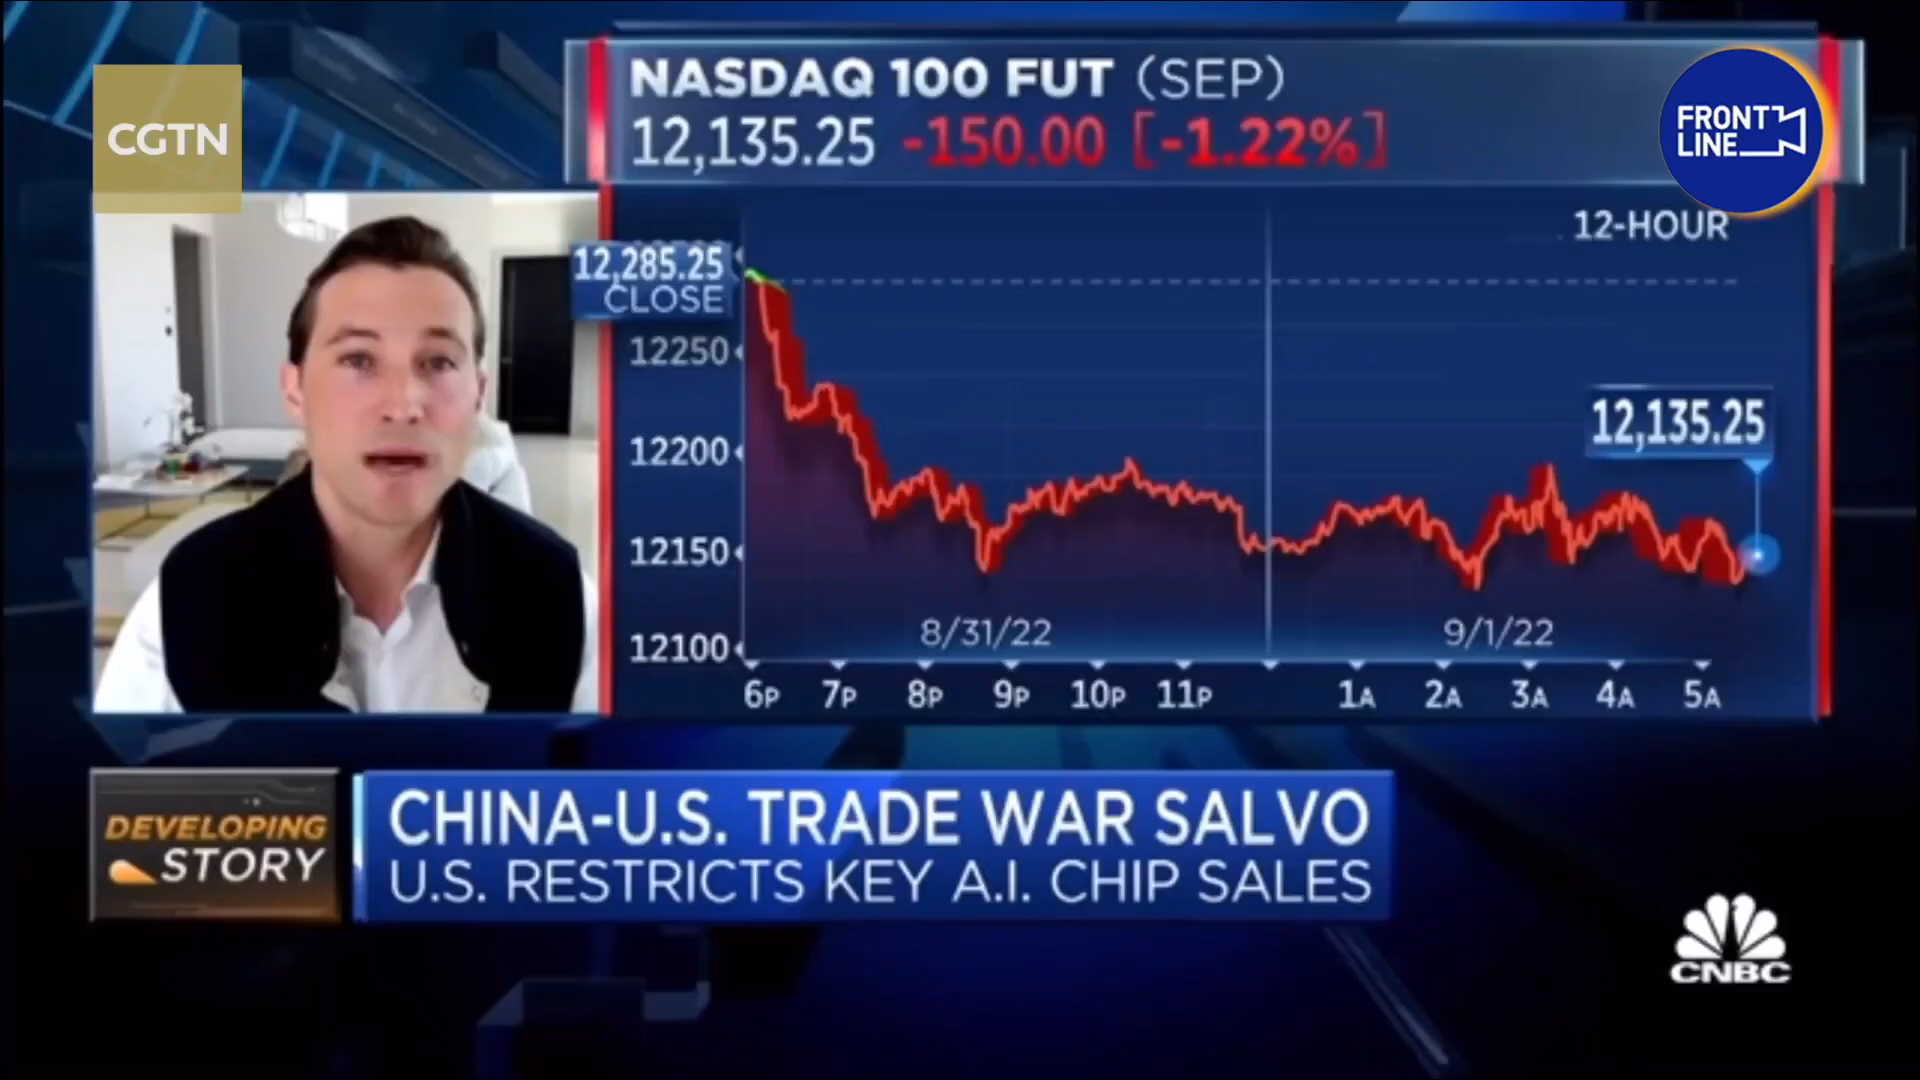 CGTN
NASDAQ 100 FUT (SEP)
12,135.25 -150.00 [-1.22%]
FRONT
LINE
12-HOUR
12,285.25
CLOSE
12250
12200
12150
12100
12,135.25
8/31/22
9/1/22
6P 7P 8P 9P 10P 11P 1A 2A 3A 4A 5A
DEVELOPING
STORY
CHINA-U.S. TRADE WAR SALVO
U.S. RESTRICTS KEY A.I. CHIP SALES
CNBC